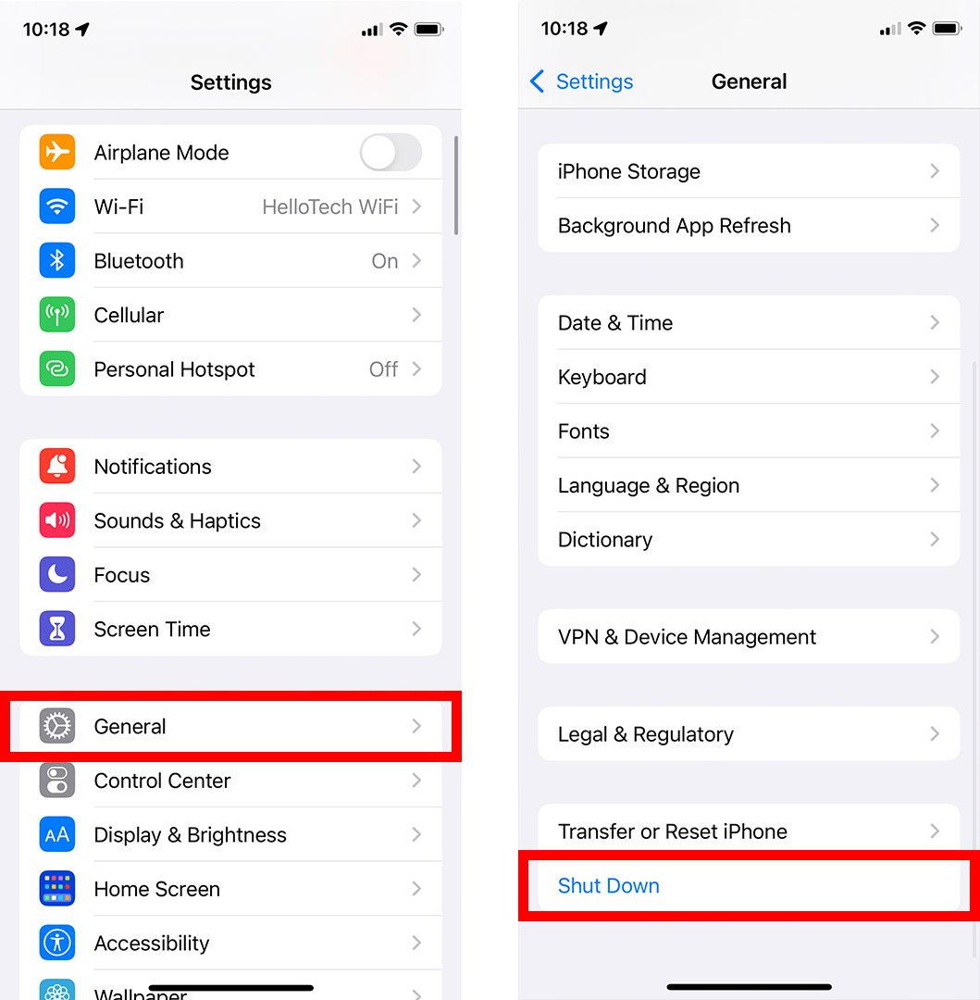 10:18
Settings
Airplane Mode
Wi-Fi HelloTech WiFi
Bluetooth On
Cellular
Personal Hotspot Off
Notifications
Sounds & Haptics
Focus
Screen Time
General
Control Center
AA Display & Brightness
Home Screen
Accessibility
Wallpaper
10:18
Settings General
iPhone Storage
Background App Refresh
Date & Time
Keyboard
Fonts
Language & Region
Dictionary
VPN & Device Management
Legal & Regulatory
Transfer or Reset iPhone
Shut Down